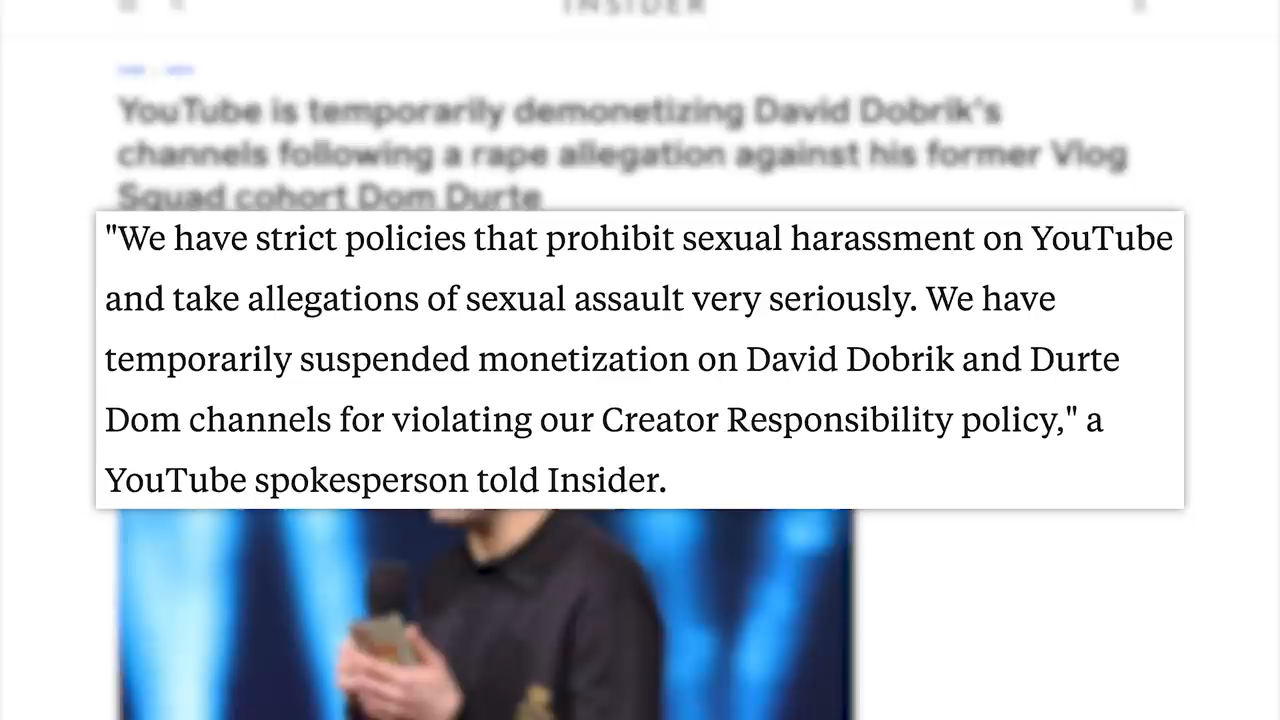 INSIDER
YouTube is temporarily demonetizing David Dobrik's
channels following a rape allegation against his former Vlog
Squad cohort Dom Durte
"We have strict policies that prohibit sexual harassment on YouTube
and take allegations of sexual assault very seriously. We have
temporarily suspended monetization on David Dobrik and Durte
Dom channels for violating our Creator Responsibility policy," a
YouTube spokesperson told Insider.